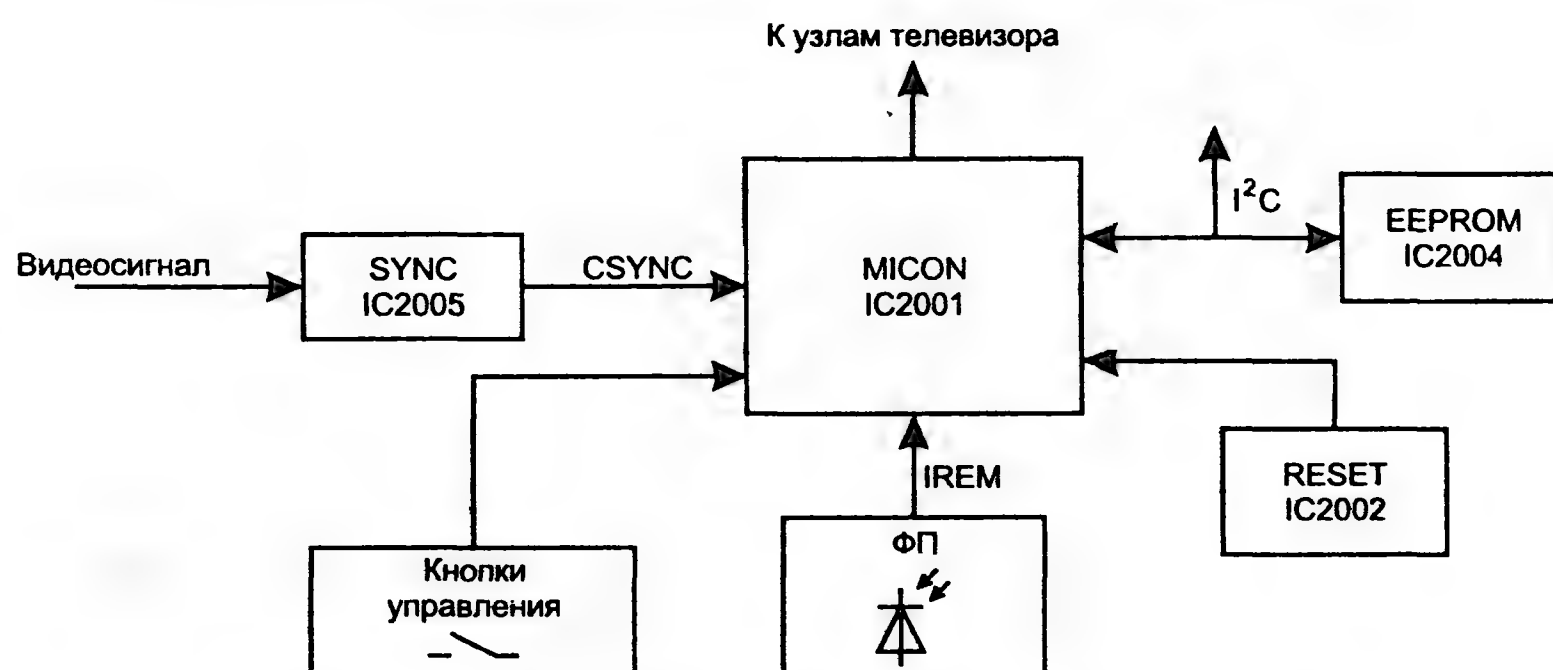 К узлам телевизора
I²C
EEPROM
IC2004
Видеосигнал
SYNC
IC2005
CSYNC
MICON
IC2001
IREM
RESET
IC2002
ФП
Кнопки
управления